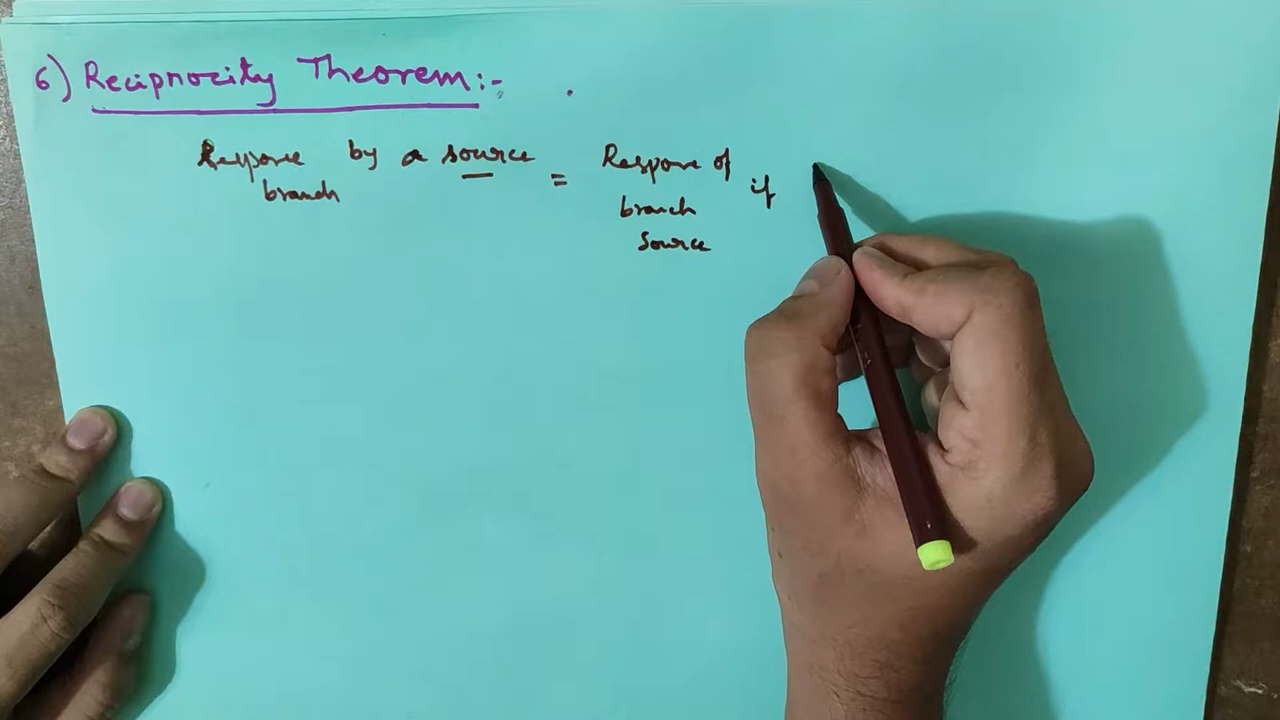 6) Reciprocity Theorem:-
Response by a source = Response of if
branch branch
source